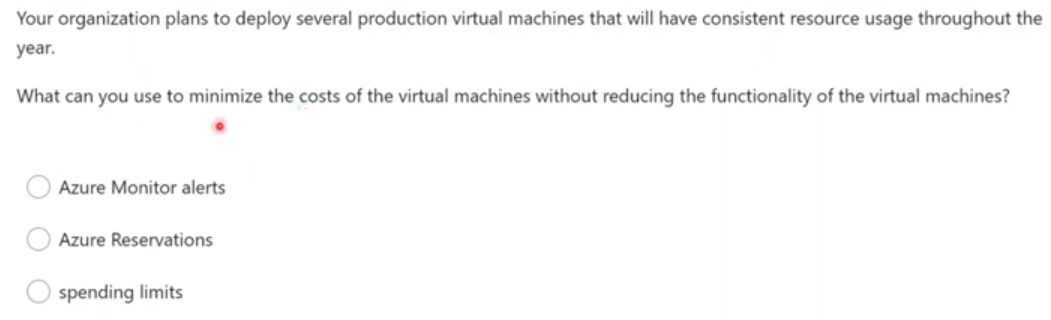 Your organization plans to deploy several production virtual machines that will have consistent resource usage throughout the
year.
What can you use to minimize the costs of the virtual machines without reducing the functionality of the virtual machines?
Azure Monitor alerts
Azure Reservations
spending limits